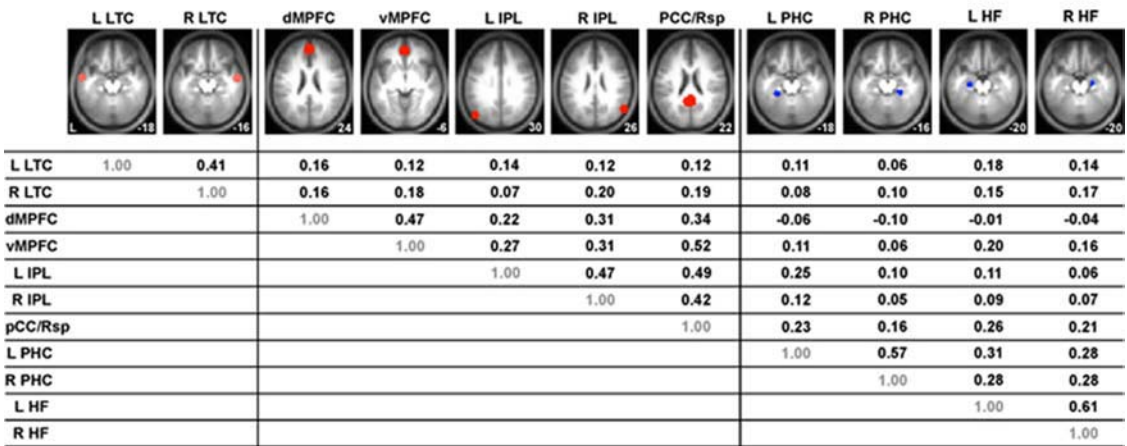 L LTC R LTC dMPFC vMPFC L IPL R IPL PCC/Rsp L PHC R PHC L HF R HF
L -18 -16 24 -6 30 26 22 -18 -16 -20 -20
L LTC 1.00 0.41 0.16 0.12 0.14 0.12 0.12 0.11 0.06 0.18 0.14
R LTC 1.00 0.16 0.18 0.07 0.20 0.19 0.08 0.10 0.15 0.17
dMPFC 1.00 0.47 0.22 0.31 0.34 -0.06 -0.10 -0.01 -0.04
vMPFC 1.00 0.27 0.31 0.52 0.11 0.06 0.20 0.16
L IPL 1.00 0.47 0.49 0.25 0.10 0.11 0.06
R IPL 1.00 0.42 0.12 0.05 0.09 0.07
pCC/Rsp 1.00 0.23 0.16 0.26 0.21
L PHC 1.00 0.57 0.31 0.28
R PHC 1.00 0.28 0.28
L HF 1.00 0.61
R HF 1.00